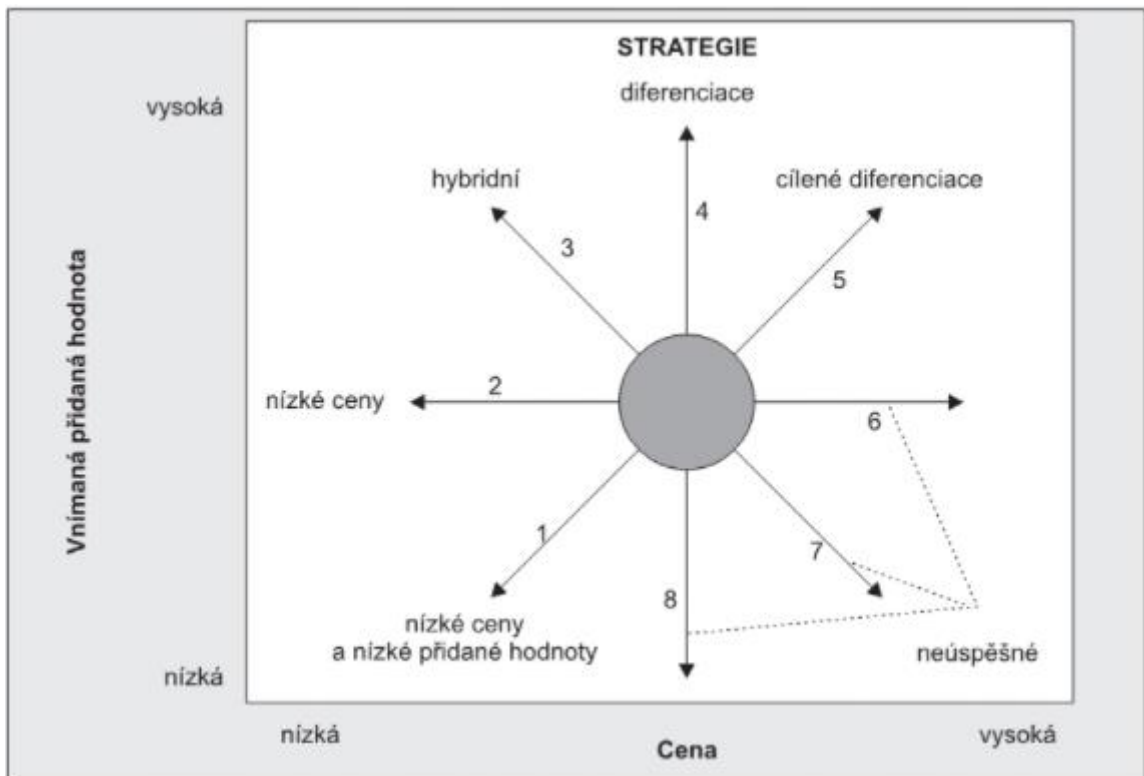 STRATEGIE
diferenciace
vysoká
hybridní
cílené diferenciace
4
3
5
Vnímaná přidaná hodnota
nízké ceny
2
6
1
7
8
nízké ceny
a nízké přidané hodnoty
neúspěšné
nízká
nízká
Cena
vysoká